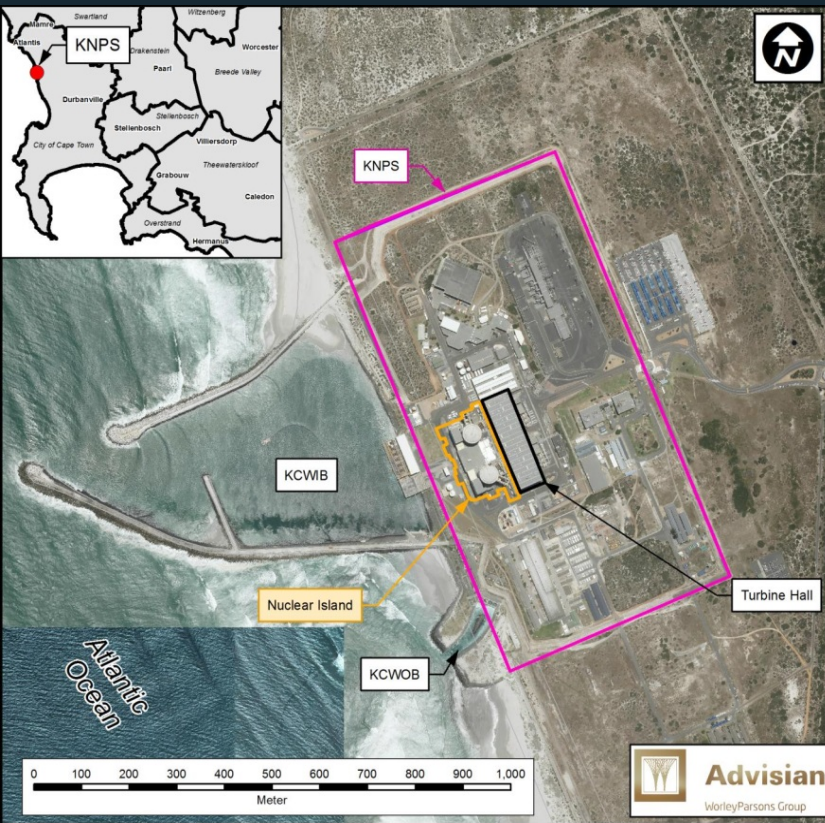 Swartland
Witzenberg
Mamre
Atlantis
KNPS
Drakenstein
Worcester
Paarl
Breede Valley
Durbanville
Stellenbosch
Stellenbosch
City of Cape Town
Villiersdorp
Theewaterskloof
Grabouw
Caledon
Overstrand
Hermanus
N
KNPS
KCWIB
Nuclear Island
Turbine Hall
KCWOB
Atlantic
Ocean
0 100 200 300 400 500 600 700 800 900 1,000
Meter
Advisian
WorleyParsons Group